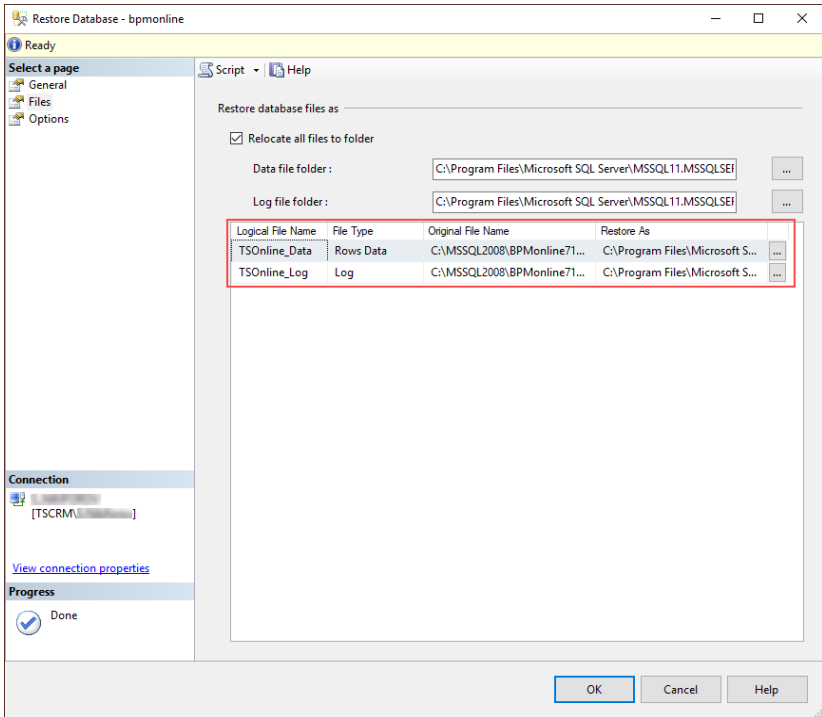 Restore Database - bpmonline
Ready
Select a page
General
Files
Options
Script Help
Restore database files as
Relocate all files to folder
Data file folder : C:\Program Files\Microsoft SQL Server\MSSQL11.MSSQLSEF ...
Log file folder : C:\Program Files\Microsoft SQL Server\MSSQL11.MSSQLSEF ...
Logical File Name File Type Original File Name Restore As
TSOnline_Data Rows Data C:\MSSQL2008\BPMonline71... C:\Program Files\Microsoft S... ...
TSOnline_Log Log C:\MSSQL2008\BPMonline71... C:\Program Files\Microsoft S... ...
Connection
[TSCRM\ ]
View connection properties
Progress
Done
OK Cancel Help